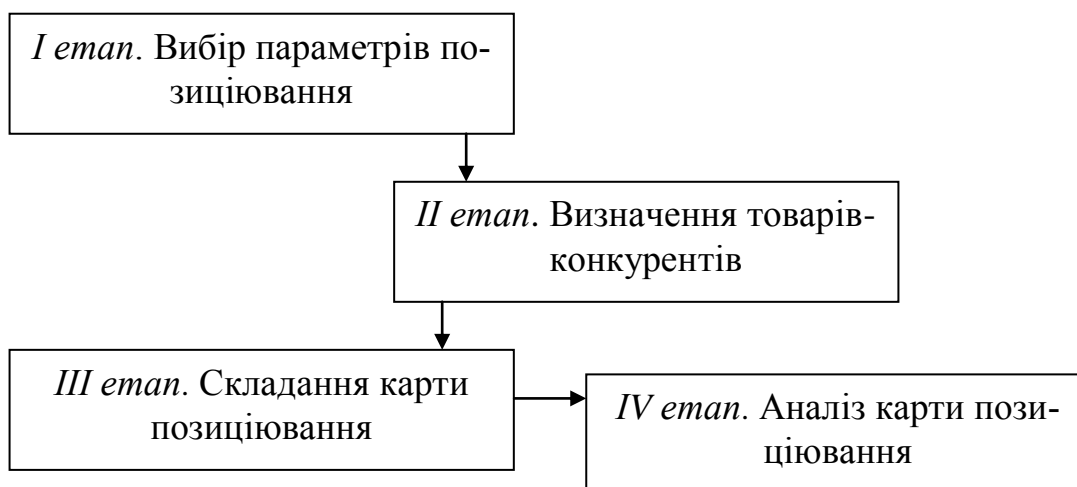 I етап. Вибір параметрів по-
зиціювання
II етап. Визначення товарів-
конкурентів
III етап. Складання карти
позиціювання
IV етап. Аналіз карти пози-
ціювання